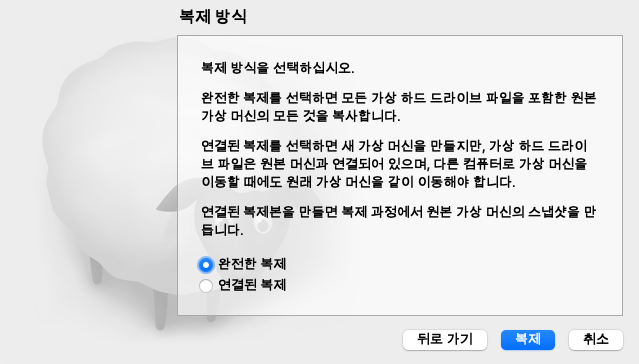 복제 방식
복제 방식을 선택하십시오.
완전한 복제를 선택하면 모든 가상 하드 드라이브 파일을 포함한 원본
가상 머신의 모든 것을 복사합니다.
연결된 복제를 선택하면 새 가상 머신을 만들지만, 가상 하드 드라이
브 파일은 원본 머신과 연결되어 있으며, 다른 컴퓨터로 가상 머신을
이동할 때에도 원래 가상 머신을 같이 이동해야 합니다.
연결된 복제본을 만들면 복제 과정에서 원본 가상 머신의 스냅샷을 만
듭니다.
완전한 복제
연결된 복제
뒤로 가기 복제 취소